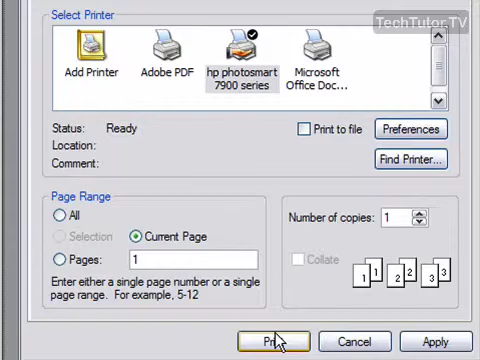 TechTutor.TV
Select Printer
Add Printer
Adobe PDF
hp photosmart
7900 series
Microsoft
Office Doc...
Status: Ready
Location:
Comment:
Print to file
Preferences
Find Printer...
Page Range
All
Selection
Current Page
Pages: 1
Enter either a single page number or a single
page range. For example, 5-12
Number of copies: 1
Collate
1 1 2 2 3 3
Cancel
Apply